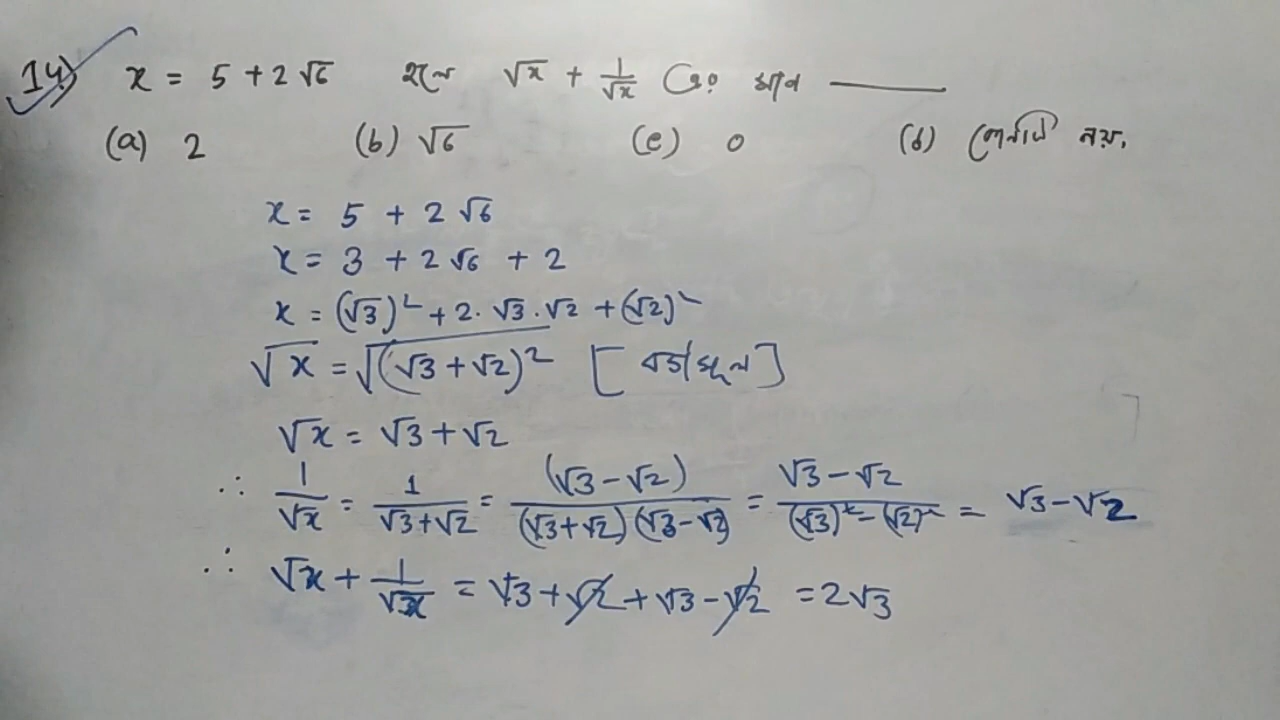 14) x = 5 + 2√6 হলে √x + 1/√x এর মান ______
(a) 2 (b) √6 (c) 0 (d) কোনটাই নয়.
x = 5 + 2√6
x = 3 + 2√6 + 2
x = (√3)² + 2·√3·√2 + (√2)²
√x = √(√3 + √2)² [বর্গমূল]
√x = √3 + √2
∴ 1/√x = 1/(√3+√2) = (√3 − √2)/((√3+√2)(√3−√2)) = (√3 − √2)/((√3)² − (√2)²) = √3 − √2
∴ √x + 1/√x = √3 + √2 + √3 − √2 = 2√3